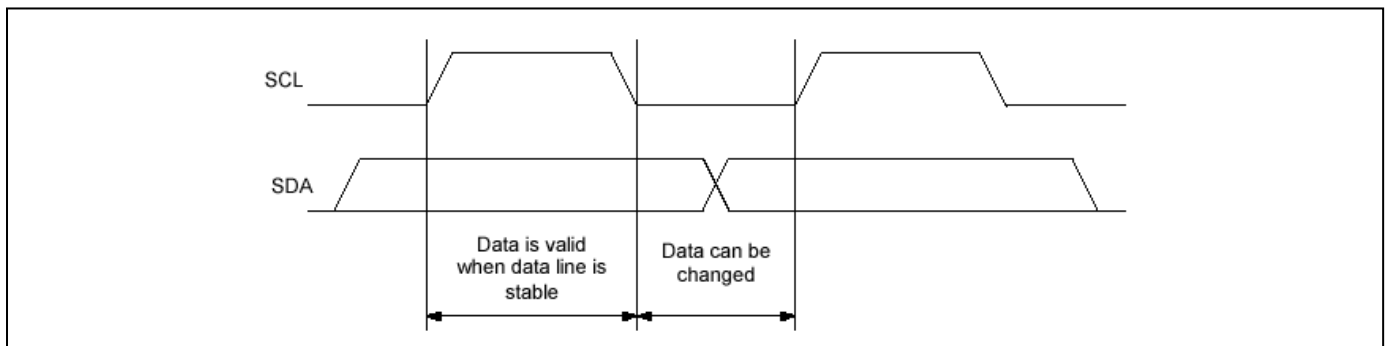 SCL
SDA
Data is valid
when data line is
stable
Data can be
changed